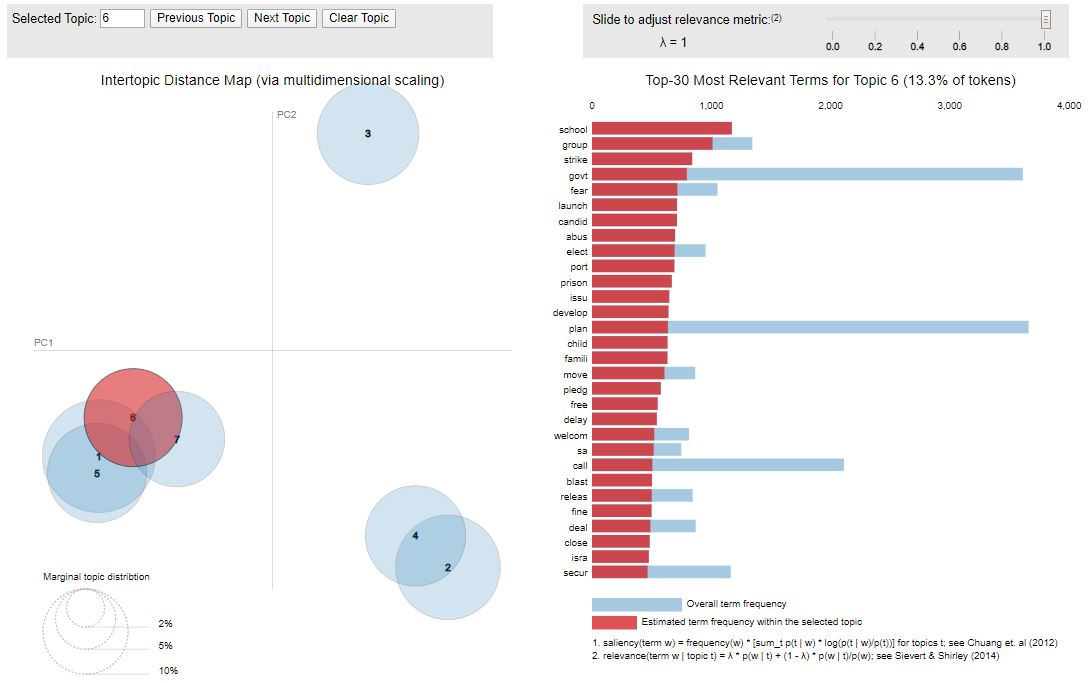 Selected Topic: 6 Previous Topic Next Topic Clear Topic
Slide to adjust relevance metric:(2)
λ = 1
0.0 0.2 0.4 0.6 0.8 1.0
Intertopic Distance Map (via multidimensional scaling)
PC2
3
PC1
6
7
1
5
4
2
Marginal topic distribtion
2%
5%
10%
Top-30 Most Relevant Terms for Topic 6 (13.3% of tokens)
0 1,000 2,000 3,000 4,000
school
group
strike
govt
fear
launch
candid
abus
elect
port
prison
issu
develop
plan
child
famili
move
pledg
free
delay
welcom
sa
call
blast
releas
fine
deal
close
isra
secur
Overall term frequency
Estimated term frequency within the selected topic
1. saliency(term w) = frequency(w) * [sum_t p(t | w) * log(p(t | w)/p(t))] for topics t; see Chuang et. al (2012)
2. relevance(term w | topic t) = λ * p(w | t) + (1 - λ) * p(w | t)/p(w); see Sievert & Shirley (2014)